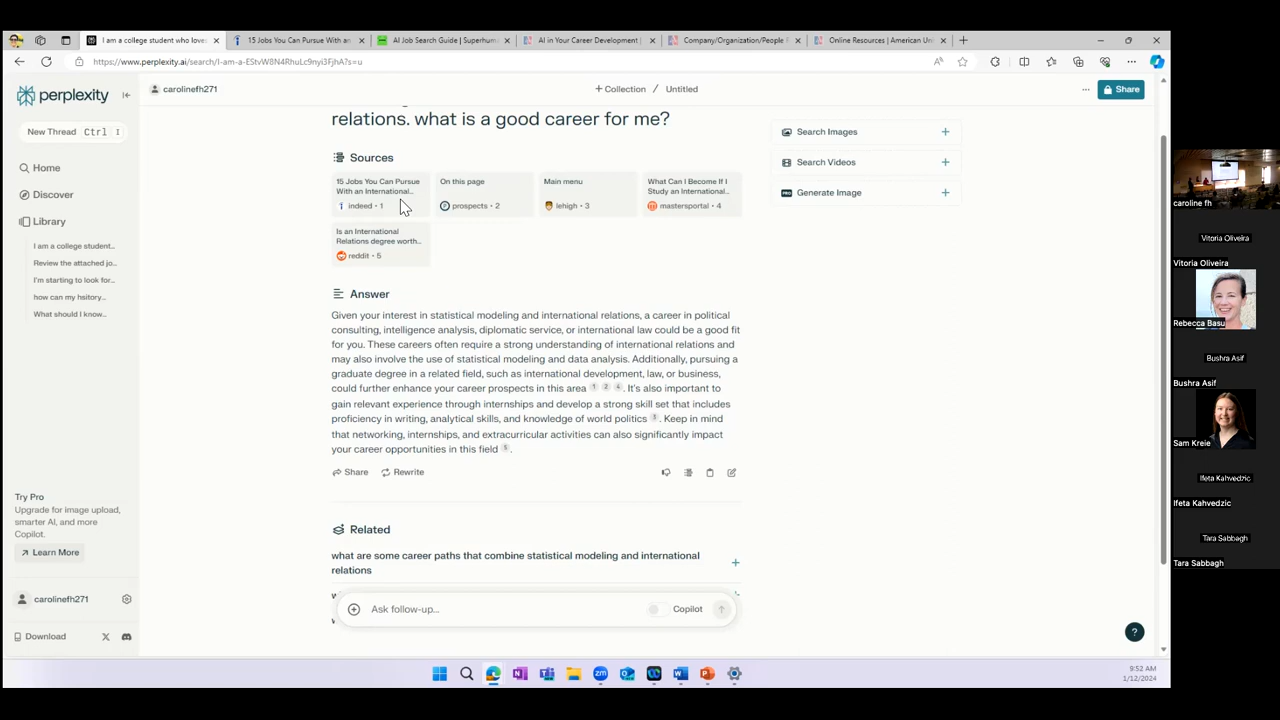 I am a college student who loves
15 Jobs You Can Pursue With an
AI Job Search Guide | Superhum
AI in Your Career Development |
Company/Organization/People F
Online Resources | American Uni
https://www.perplexity.ai/search/I-am-a-EStvW8N4RhuLc9nyi3FjhA?s=u
perplexity
New Thread
Ctrl
I
Home
Discover
Library
I am a college student...
Review the attached jo...
I'm starting to look for...
how can my hsitory...
What should I know...
Try Pro
Upgrade for image upload,
smarter AI, and more
Copilot.
Learn More
carolinefh271
Download
carolinefh271
+ Collection / Untitled
Share
relations. what is a good career for me?
Sources
15 Jobs You Can Pursue
With an International...
indeed • 1
On this page
prospects • 2
Main menu
lehigh • 3
What Can I Become If I
Study an International...
mastersportal • 4
Is an International
Relations degree worth...
reddit • 5
Answer
Given your interest in statistical modeling and international relations, a career in political
consulting, intelligence analysis, diplomatic service, or international law could be a good fit
for you. These careers often require a strong understanding of international relations and
may also involve the use of statistical modeling and data analysis. Additionally, pursuing a
graduate degree in a related field, such as international development, law, or business,
could further enhance your career prospects in this area 1 2 4 . It's also important to
gain relevant experience through internships and develop a strong skill set that includes
proficiency in writing, analytical skills, and knowledge of world politics 3 . Keep in mind
that networking, internships, and extracurricular activities can also significantly impact
your career opportunities in this field 5 .
Share
Rewrite
Related
what are some career paths that combine statistical modeling and international
relations
Ask follow-up...
Copilot
Search Images
Search Videos
PRO
Generate Image
?
9:52 AM
1/12/2024
caroline fh
Vitoria Oliveira
Vitoria Oliveira
Rebecca Basu
Bushra Asif
Bushra Asif
Sam Kreie
Ifeta Kahvedzic
Ifeta Kahvedzic
Tara Sabbagh
Tara Sabbagh